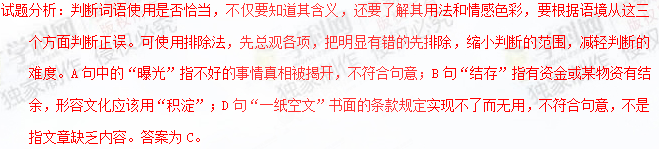 试题分析：判断词语使用是否恰当，不仅要知道其含义，还要了解其用法和情感色彩，要根据语境从这三
个方面判断正误。可使用排除法，先总观各项，把明显有错的先排除，缩小判断的范围，减轻判断的
难度。A句中的“曝光”指不好的事情真相被揭开，不符合句意；B句“结存”指有资金或某物资有结
余，形容文化应该用“积淀”；D句“一纸空文”书面的条款规定实现不了而无用，不符合句意，不是
指文章缺乏内容。答案为C。